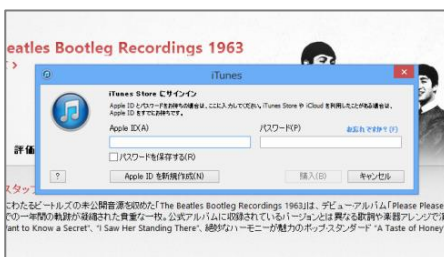 eatles Bootleg Recordings 1963
iTunes
iTunes Store にサインイン
Apple ID とパスワードをお持ちの場合は、ここに入力してください。iTunes Store や iCloud を利用したことがある場合は、
Apple ID をすでにお持ちです。
Apple ID(A)
パスワード(P)
お忘れですか?(F)
評価
パスワードを保存する(R)
?
Apple ID を新規作成(N)
購入(B)
キャンセル
スタッフ
にわたるビートルズの未公開音源を収めた「The Beatles Bootleg Recordings 1963」は、デビュー・アルバム「Please Please
での一年間の軌跡が凝縮された貴重な一枚。公式アルバムに収録されているバージョンとは異なる歌詞や楽器アレンジで
ant to Know a Secret"、"I Saw Her Standing There"、絶妙なハーモニーが魅力のポップ・スタンダード "A Taste of Honey